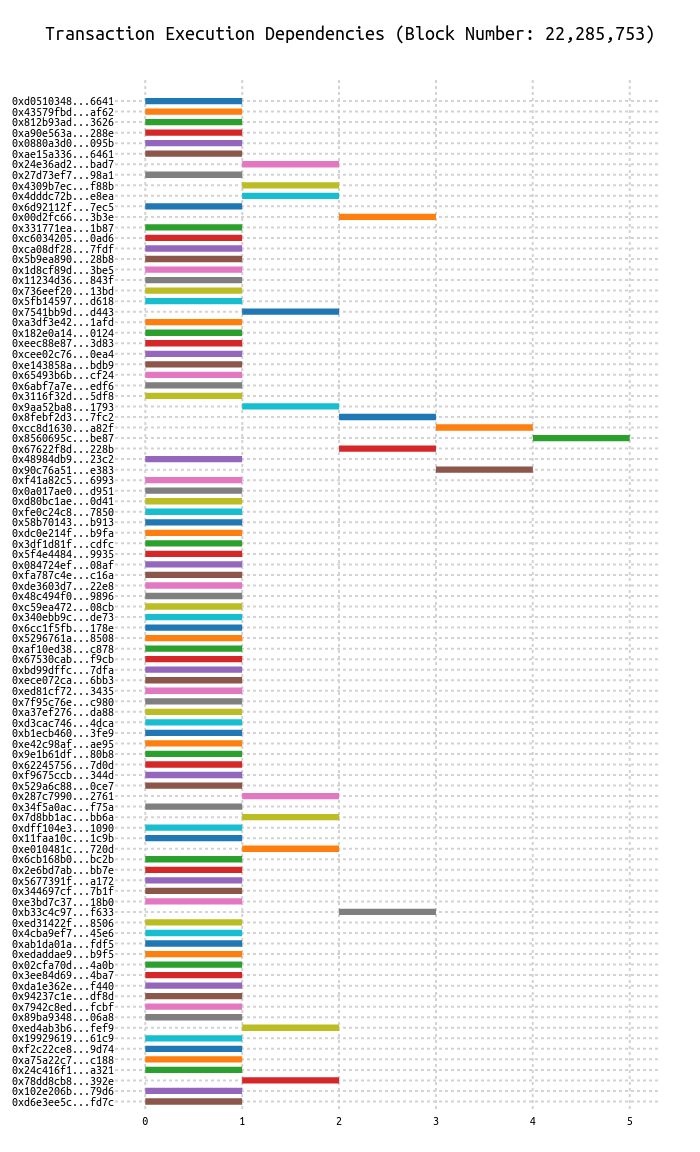 Transaction Execution Dependencies (Block Number: 22,285,753)
0xd0510348...6641
0x43579fbd...af62
0x812b93ad...3626
0xa90e563a...288e
0x0880a3d0...095b
0xae15a336...6461
0x24e36ad2...bad7
0x27d73ef7...98a1
0x4309b7ec...f88b
0x4dddc72b...e8ea
0x6d92112f...7ec5
0x00d2fc66...3b3e
0x331771ea...1b87
0xc6034205...0ad6
0xca08df28...7fdf
0x5b9ea890...28b8
0x1d8cf89d...3be5
0x11234d36...843f
0x736eef20...13bd
0x5fb14597...d618
0x7541bb9d...d443
0xa3df3e42...1afd
0x182e0a14...0124
0xeec88e87...3d83
0xcee02c76...0ea4
0xe143858a...bdb9
0x65493b6b...cf24
0x6abf7a7e...edf6
0x3116f32d...5df8
0x9aa52ba8...1793
0x8febf2d3...7fc2
0xcc8d1630...a82f
0x8560695c...be87
0x67622f8d...228b
0x48984db9...23c2
0x90c76a51...e383
0xf41a82c5...6993
0x0a017ae0...d951
0xd80bc1ae...0d41
0xfe0c24c8...7850
0x58b70143...b913
0xdc0e214f...b9fa
0x3df1d81f...cdfc
0x5f4e4484...9935
0x084724ef...08af
0xfa787c4e...c16a
0xde3603d7...22e8
0x48c494f0...9896
0xc59ea472...08cb
0x340ebb9c...de73
0x6cc1f5fb...178e
0x5296761a...8508
0xaf10ed38...c878
0x67530cab...f9cb
0xbd99dffc...7dfa
0xece072ca...6bb3
0xed81cf72...3435
0x7f95c76e...c980
0xa37ef276...da88
0xd3cac746...4dca
0xb1ecb460...3fe9
0xe42c98af...ae95
0x9e1b61df...80b8
0x62245756...7d0d
0xf9675ccb...344d
0x529a6c88...0ce7
0x287c7990...2761
0x34f5a0ac...f75a
0x7d8bb1ac...bb6a
0xdff104e3...1090
0x11faa10c...1c9b
0xe010481c...720d
0x6cb168b0...bc2b
0x2e6bd7ab...bb7e
0x5677391f...a172
0x344697cf...7b1f
0xe3bd7c37...18b0
0xb33c4c97...f633
0xed31422f...8506
0x4cba9ef7...45e6
0xab1da01a...fdf5
0xedaddae9...b9f5
0x02cfa70d...4a0b
0x3ee84d69...4ba7
0xda1e362e...f440
0x94237c1e...df8d
0x7942c8ed...fcbf
0x89ba9348...06a8
0xed4ab3b6...fef9
0x19929619...61c9
0xf2c22ce8...9d74
0xa75a22c7...c188
0x24c416f1...a321
0x78dd8cb8...392e
0x102e206b...79d6
0xd6e3ee5c...fd7c
0 1 2 3 4 5